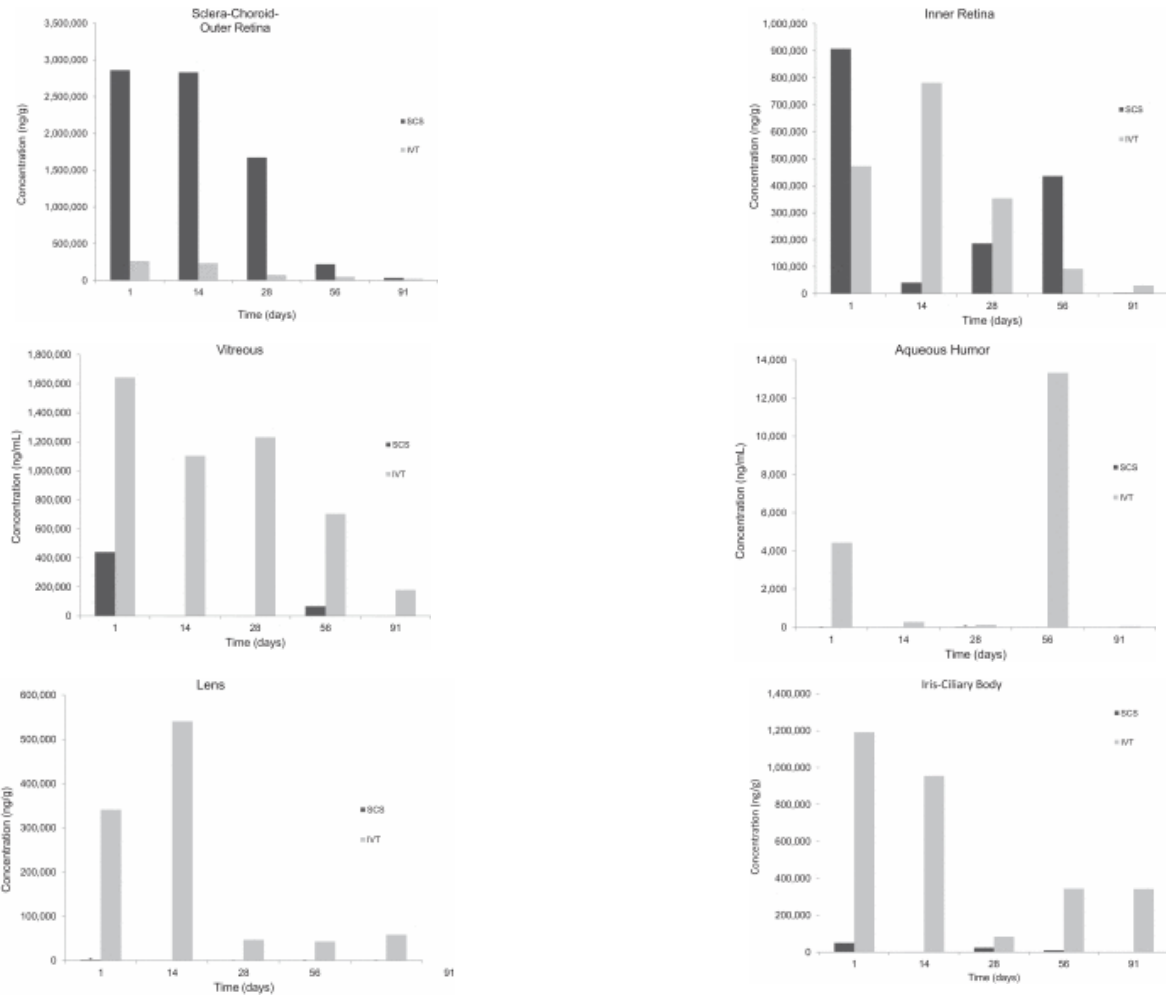 Sclera-Choroid-
Outer Retina
3,500,000
3,000,000
2,500,000
2,000,000
1,500,000
1,000,000
500,000
0
Concentration (ng/g)
SCS
IVT
1 14 28 56 91
Time (days)
Inner Retina
1,000,000
900,000
800,000
700,000
600,000
500,000
400,000
300,000
200,000
100,000
0
Concentration (ng/g)
SCS
IVT
1 14 28 56 91
Time (days)
Vitreous
1,800,000
1,600,000
1,400,000
1,200,000
1,000,000
800,000
600,000
400,000
200,000
0
Concentration (ng/mL)
SCS
IVT
1 14 28 56 91
Time (days)
Aqueous Humor
14,000
12,000
10,000
8,000
6,000
4,000
2,000
0
Concentration (ng/mL)
SCS
IVT
1 14 28 56 91
Time (days)
Lens
600,000
500,000
400,000
300,000
200,000
100,000
0
Concentration (ng/g)
SCS
IVT
1 14 28 56 91
Time (days)
Iris-Ciliary Body
1,400,000
1,200,000
1,000,000
800,000
600,000
400,000
200,000
0
Concentration (ng/g)
SCS
IVT
1 14 28 56 91
Time (days)